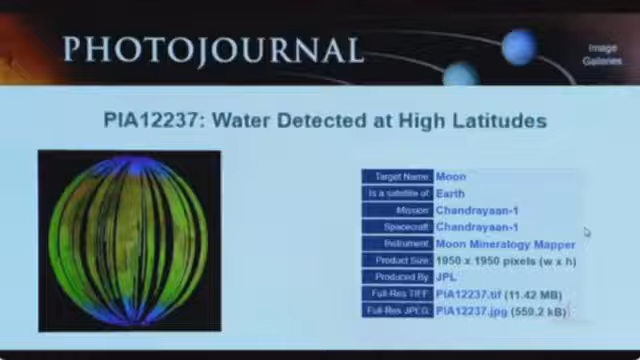 PHOTOJOURNAL
Image
Galleries
PIA12237: Water Detected at High Latitudes
Target Name: Moon
Is a satellite of: Earth
Mission: Chandrayaan-1
Spacecraft: Chandrayaan-1
Instrument: Moon Mineralogy Mapper
Product Size: 1950 x 1950 pixels (w x h)
Produced By: JPL
Full-Res TIFF: PIA12237.tif (11.42 MB)
Full-Res JPEG: PIA12237.jpg (559.2 kB)